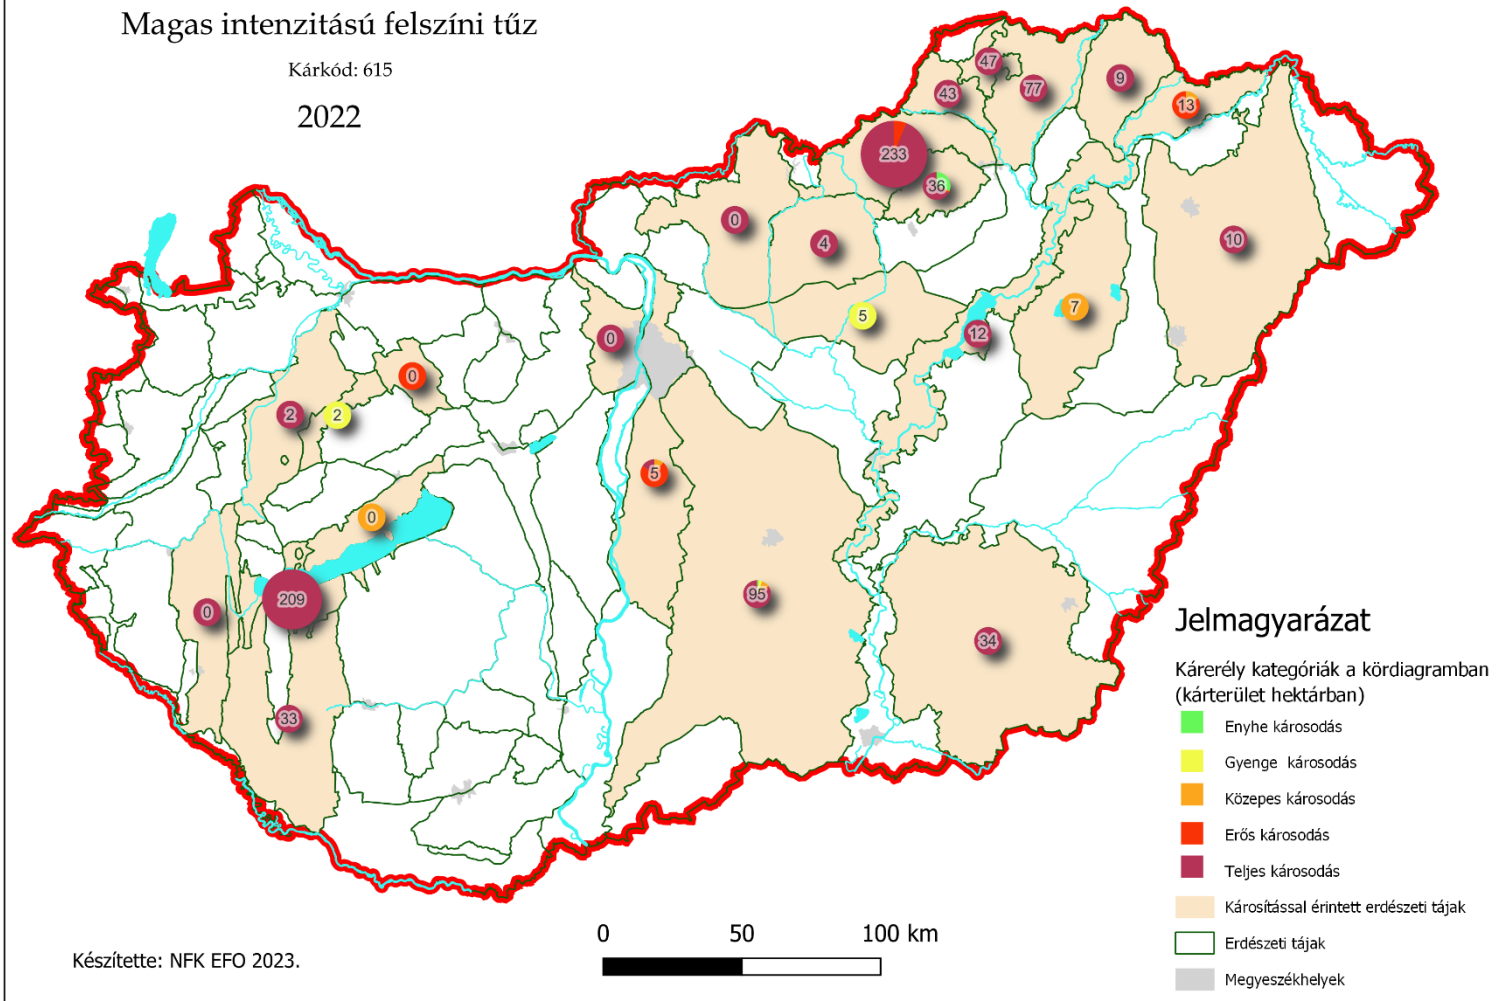 Magas intenzitású felszíni tűz
Kárkód: 615
2022
47
77
9
43
13
233
36
0
4
10
5
7
12
0
0
2
2
5
0
95
209
0
34
33
Jelmagyarázat
Kárerély kategóriák a kördiagramban
(kárterület hektárban)
Enyhe károsodás
Gyenge károsodás
Közepes károsodás
Erős károsodás
Teljes károsodás
Károsítással érintett erdészeti tájak
Erdészeti tájak
Megyeszékhelyek
0 50 100 km
Készítette: NFK EFO 2023.